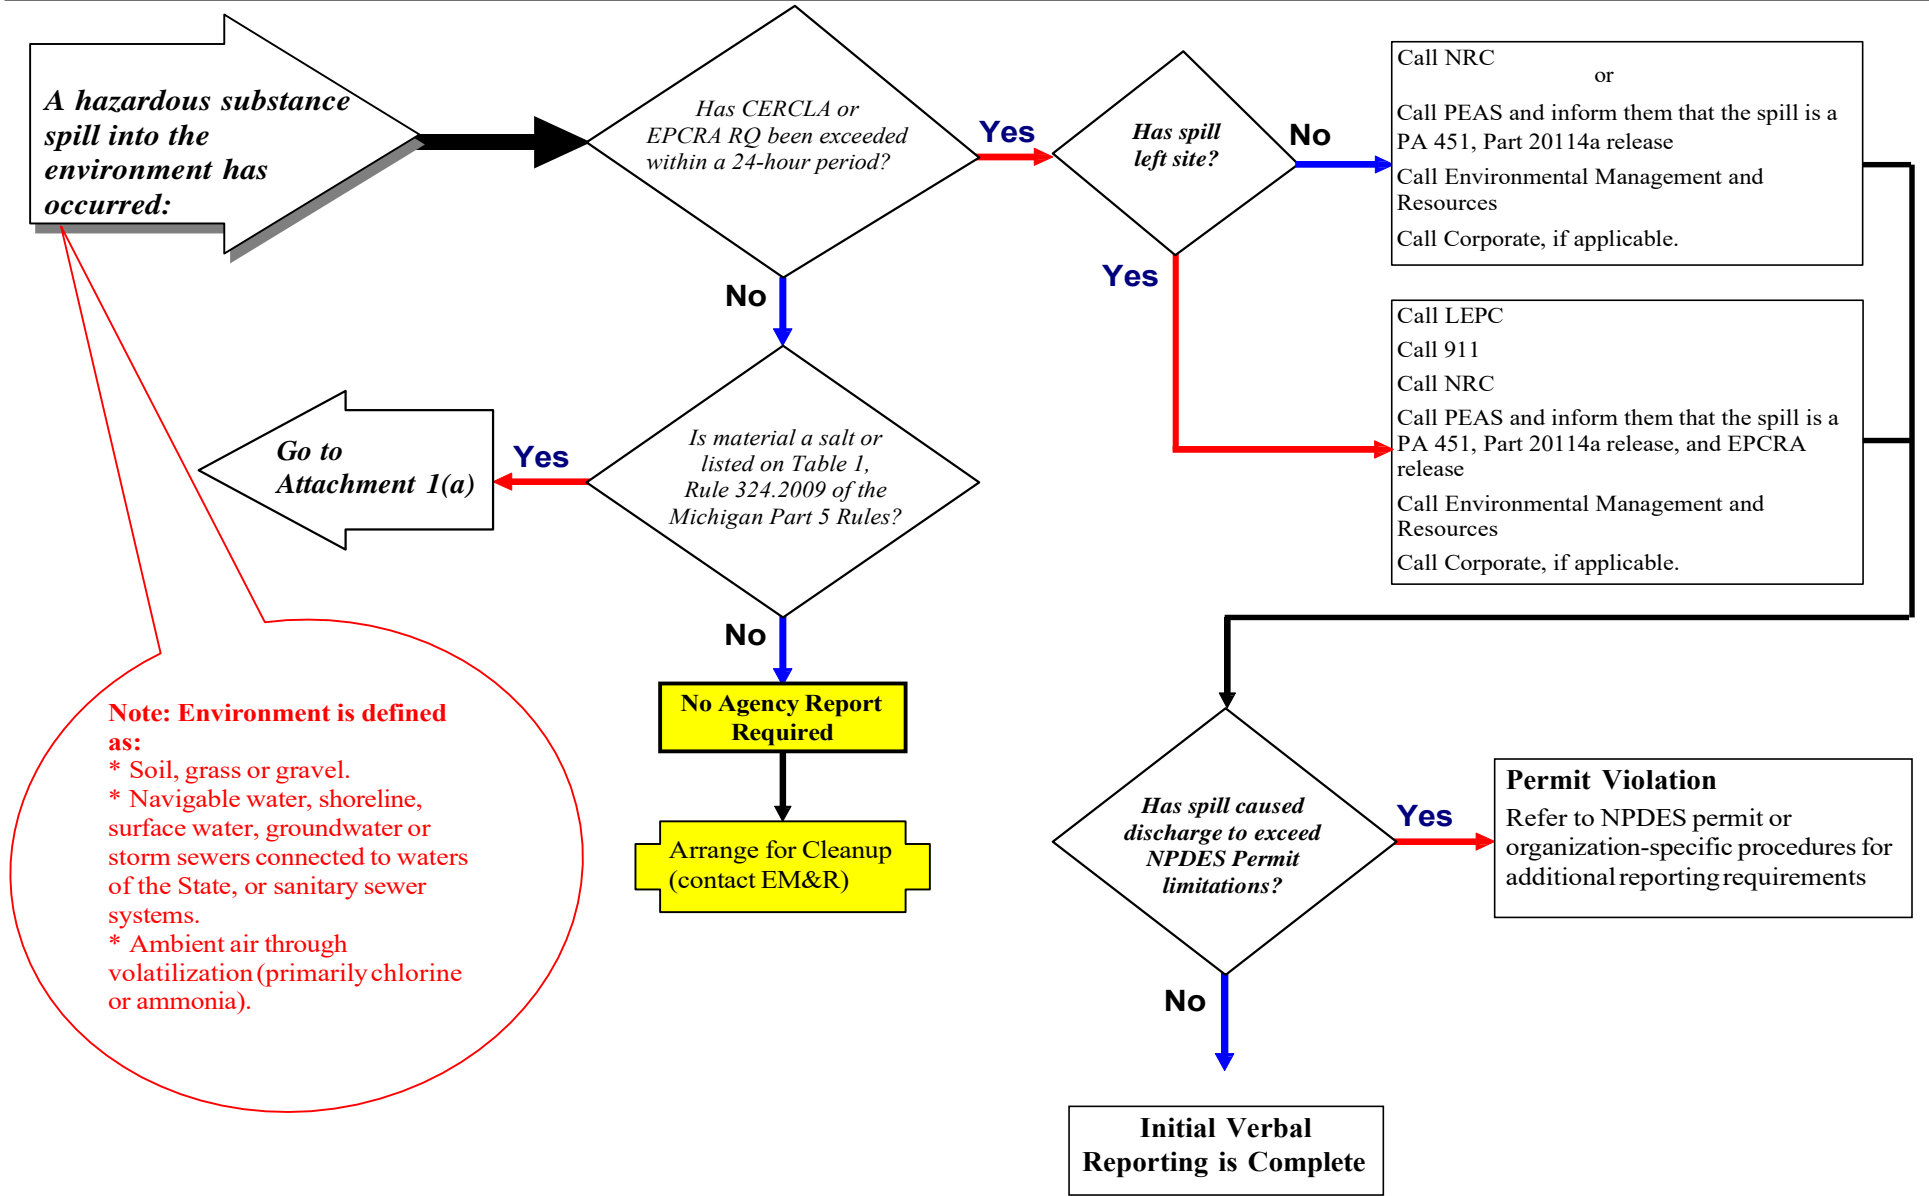 A hazardous substance
spill into the
environment has
occurred:
Has CERCLA or
EPCRA RQ been exceeded
within a 24-hour period?
Yes
Has spill
left site?
No
Call NRC
or
Call PEAS and inform them that the spill is a
PA 451, Part 20114a release
Call Environmental Management and
Resources
Call Corporate, if applicable.
No
Yes
Call LEPC
Call 911
Call NRC
Call PEAS and inform them that the spill is a
PA 451, Part 20114a release, and EPCRA
release
Call Environmental Management and
Resources
Call Corporate, if applicable.
Is material a salt or
listed on Table 1,
Rule 324.2009 of the
Michigan Part 5 Rules?
Yes
Go to
Attachment 1(a)
No
No Agency Report
Required
Arrange for Cleanup
(contact EM&R)
Note: Environment is defined
as:
* Soil, grass or gravel.
* Navigable water, shoreline,
surface water, groundwater or
storm sewers connected to waters
of the State, or sanitary sewer
systems.
* Ambient air through
volatilization (primarily chlorine
or ammonia).
Has spill caused
discharge to exceed
NPDES Permit
limitations?
Yes
Permit Violation
Refer to NPDES permit or
organization-specific procedures for
additional reporting requirements
No
Initial Verbal
Reporting is Complete